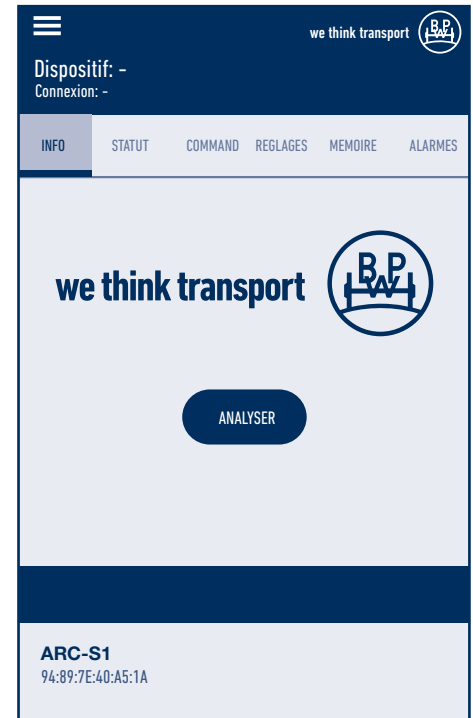 we think transport BPW
Dispositif: -
Connexion: -
INFO STATUT COMMAND REGLAGES MEMOIRE ALARMES
we think transport BPW
ANALYSER
ARC-S1
94:89:7E:40:A5:1A